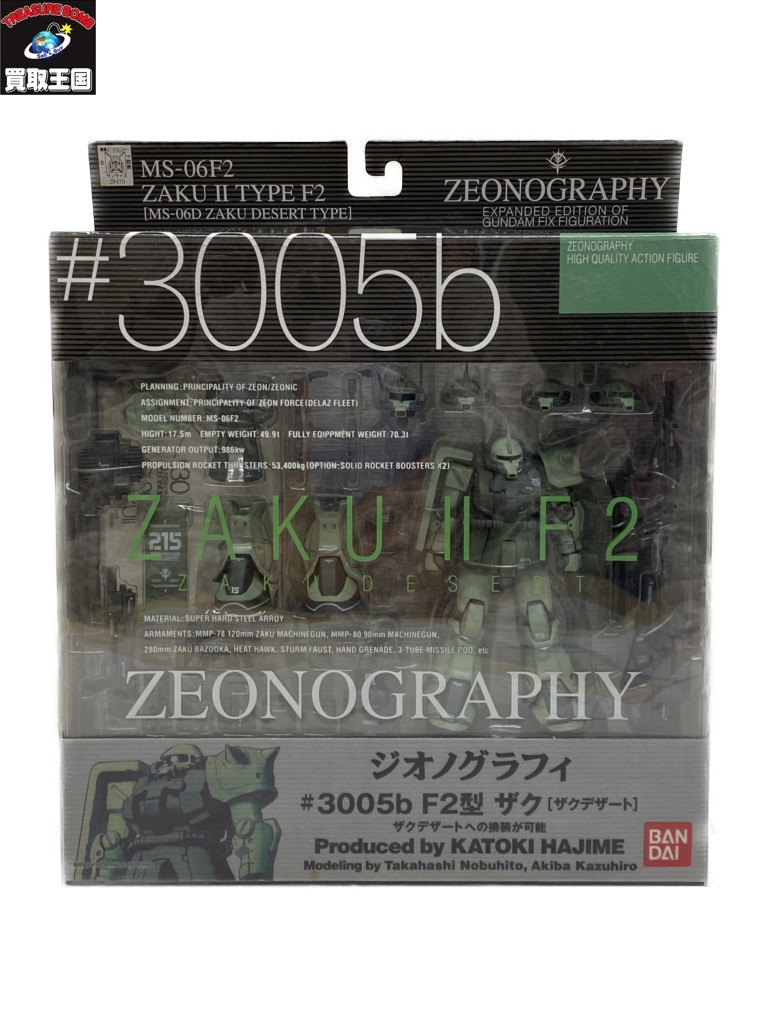 TREASURE BOMB
買取王国
MS-06F2
ZAKU II TYPE F2
[MS-06D ZAKU DESERT TYPE]
ZEONOGRAPHY
EXPANDED EDITION OF
GUNDAM FIX FIGURATION
#3005b
ZEONOGRAPHY
HIGH QUALITY ACTION FIGURE
PLANNING: PRINCIPALITY OF ZEON/ZEONIC
ASSIGNMENT: PRINCIPALITY OF ZEON FORCE(DELAZ FLEET)
MODEL NUMBER: MS-06F2
HIGHT: 17.5m EMPTY WEIGHT: 49.9t FULLY EQIPPMENT WEIGHT: 70.3t
GENERATOR OUTPUT: 986kw
PROPULSION ROCKET THRUSTERS: 53,400kg (OPTION: SOLID ROCKET BOOSTERS X2)
ZAKU II F2
ZAKU DESERT
215
TS
MATERIAL: SUPER HARD STEEL ARROY
ARMAMENTS: MMP-78 120mm ZAKU MACHINEGUN, MMP-80 90mm MACHINEGUN,
280mm ZAKU BAZOOKA, HEAT HAWK, STURM FAUST, HAND GRENADE, 3-TUBE MISSILE POD, etc
ZEONOGRAPHY
ジオノグラフィ
#3005b F2型 ザク [ザクデザート]
ザクデザートへの換装が可能
Produced by KATOKI HAJIME
Modeling by Takahashi Nobuhito, Akiba Kazuhiro
BAN
DAI